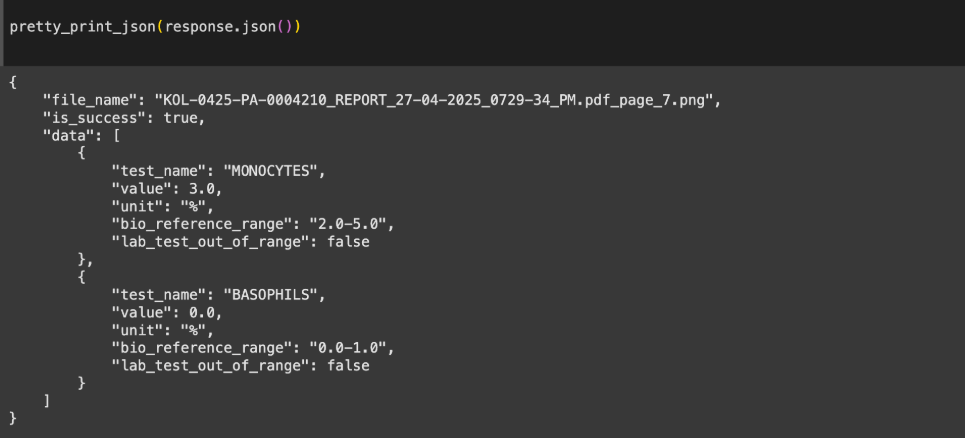 pretty_print_json(response.json())
{
    "file_name": "KOL-0425-PA-0004210_REPORT_27-04-2025_0729-34_PM.pdf_page_7.png",
    "is_success": true,
    "data": [
        {
            "test_name": "MONOCYTES",
            "value": 3.0,
            "unit": "%",
            "bio_reference_range": "2.0-5.0",
            "lab_test_out_of_range": false
        },
        {
            "test_name": "BASOPHILS",
            "value": 0.0,
            "unit": "%",
            "bio_reference_range": "0.0-1.0",
            "lab_test_out_of_range": false
        }
    ]
}